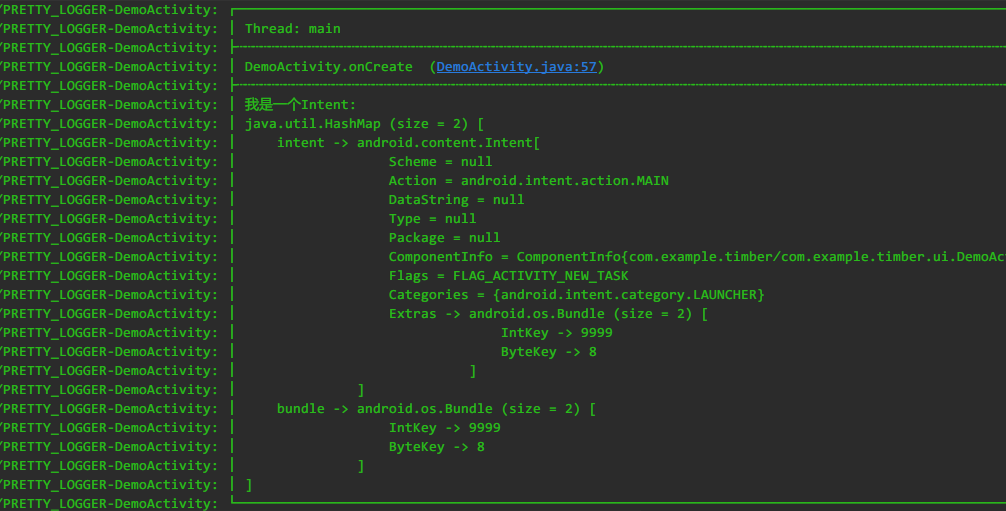 /PRETTY_LOGGER-DemoActivity:
/PRETTY_LOGGER-DemoActivity: Thread: main
/PRETTY_LOGGER-DemoActivity:
/PRETTY_LOGGER-DemoActivity: DemoActivity.onCreate  (DemoActivity.java:57)
/PRETTY_LOGGER-DemoActivity:
/PRETTY_LOGGER-DemoActivity: 我是一个Intent:
/PRETTY_LOGGER-DemoActivity: java.util.HashMap (size = 2) [
/PRETTY_LOGGER-DemoActivity:     intent -> android.content.Intent[
/PRETTY_LOGGER-DemoActivity:                   Scheme = null
/PRETTY_LOGGER-DemoActivity:                   Action = android.intent.action.MAIN
/PRETTY_LOGGER-DemoActivity:                   DataString = null
/PRETTY_LOGGER-DemoActivity:                   Type = null
/PRETTY_LOGGER-DemoActivity:                   Package = null
/PRETTY_LOGGER-DemoActivity:                   ComponentInfo = ComponentInfo{com.example.timber/com.example.timber.ui.DemoAc
/PRETTY_LOGGER-DemoActivity:                   Flags = FLAG_ACTIVITY_NEW_TASK
/PRETTY_LOGGER-DemoActivity:                   Categories = {android.intent.category.LAUNCHER}
/PRETTY_LOGGER-DemoActivity:                   Extras -> android.os.Bundle (size = 2) [
/PRETTY_LOGGER-DemoActivity:                                 IntKey -> 9999
/PRETTY_LOGGER-DemoActivity:                                 ByteKey -> 8
/PRETTY_LOGGER-DemoActivity:                             ]
/PRETTY_LOGGER-DemoActivity:               ]
/PRETTY_LOGGER-DemoActivity:     bundle -> android.os.Bundle (size = 2) [
/PRETTY_LOGGER-DemoActivity:                   IntKey -> 9999
/PRETTY_LOGGER-DemoActivity:                   ByteKey -> 8
/PRETTY_LOGGER-DemoActivity:               ]
/PRETTY_LOGGER-DemoActivity: ]
/PRETTY_LOGGER-DemoActivity: